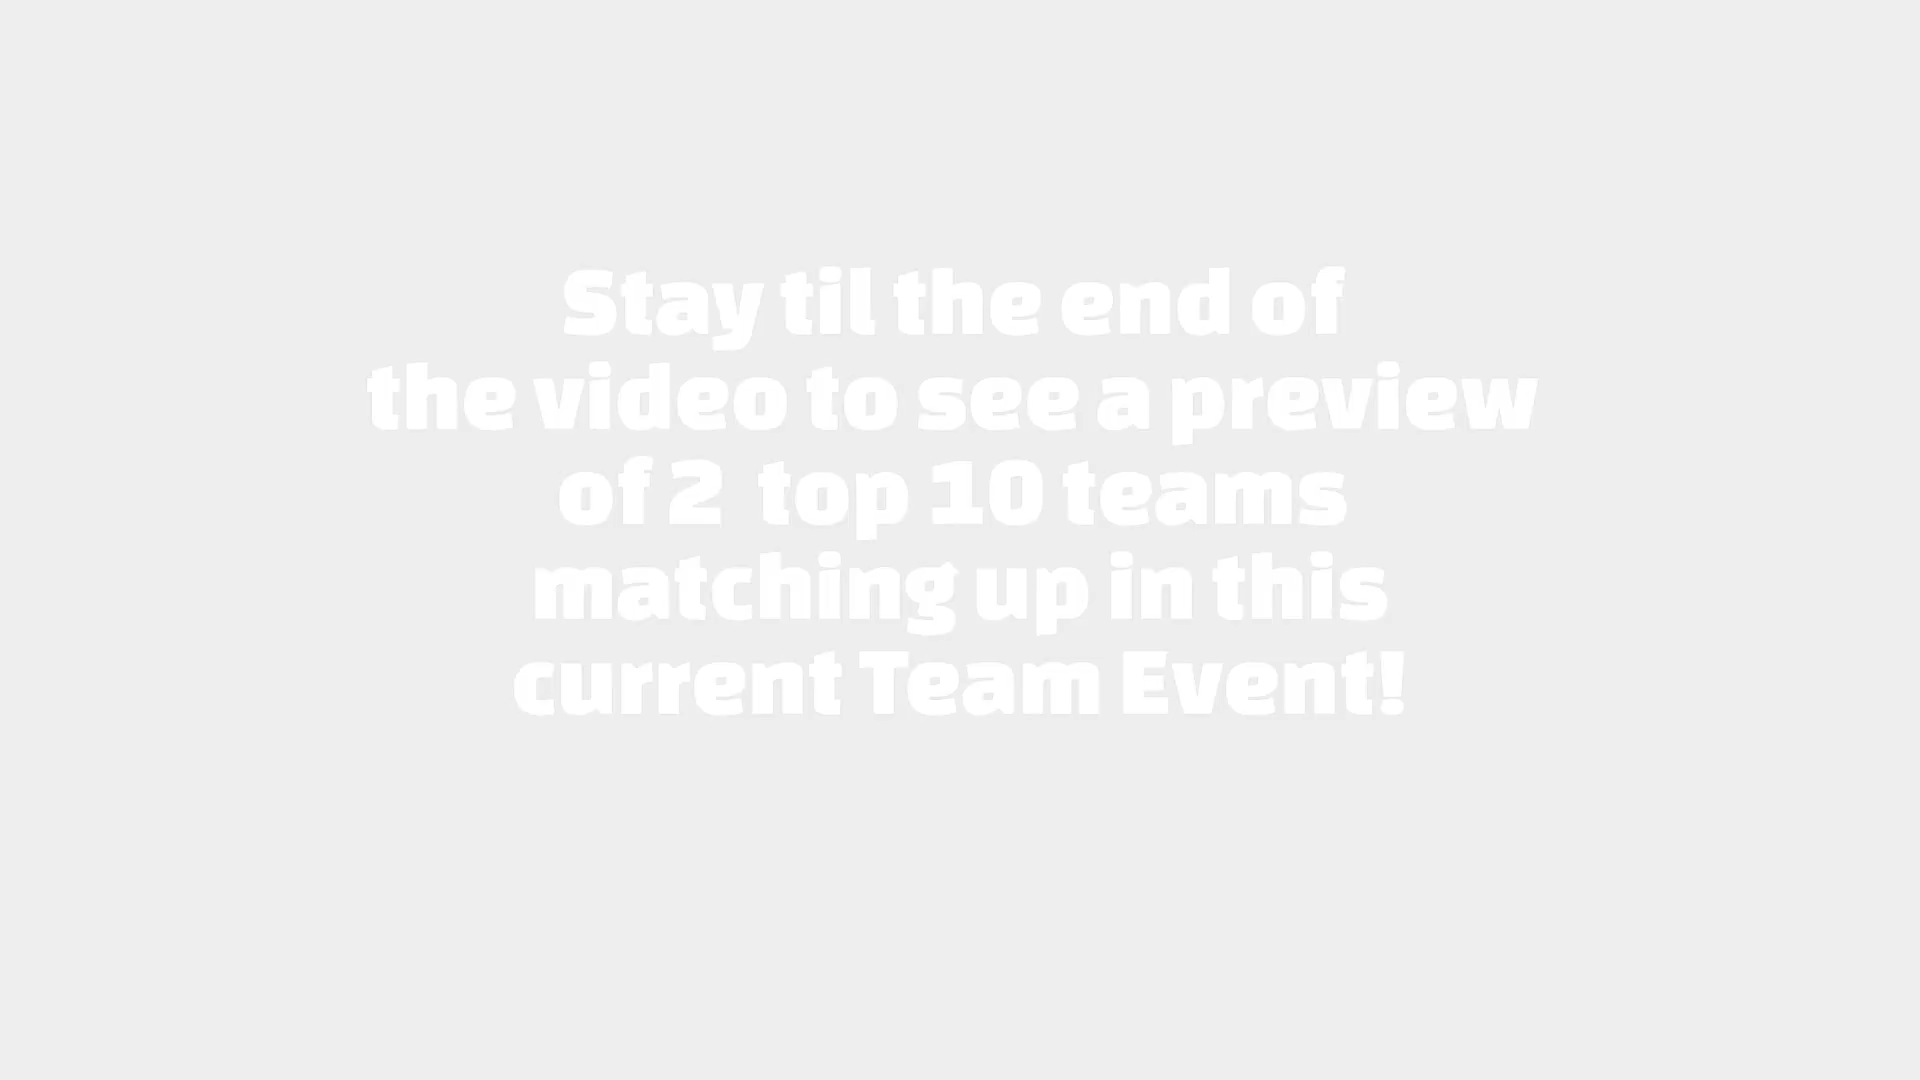 Stay til the end of
the video to see a preview
of 2 top 10 teams
matching up in this
current Team Event!